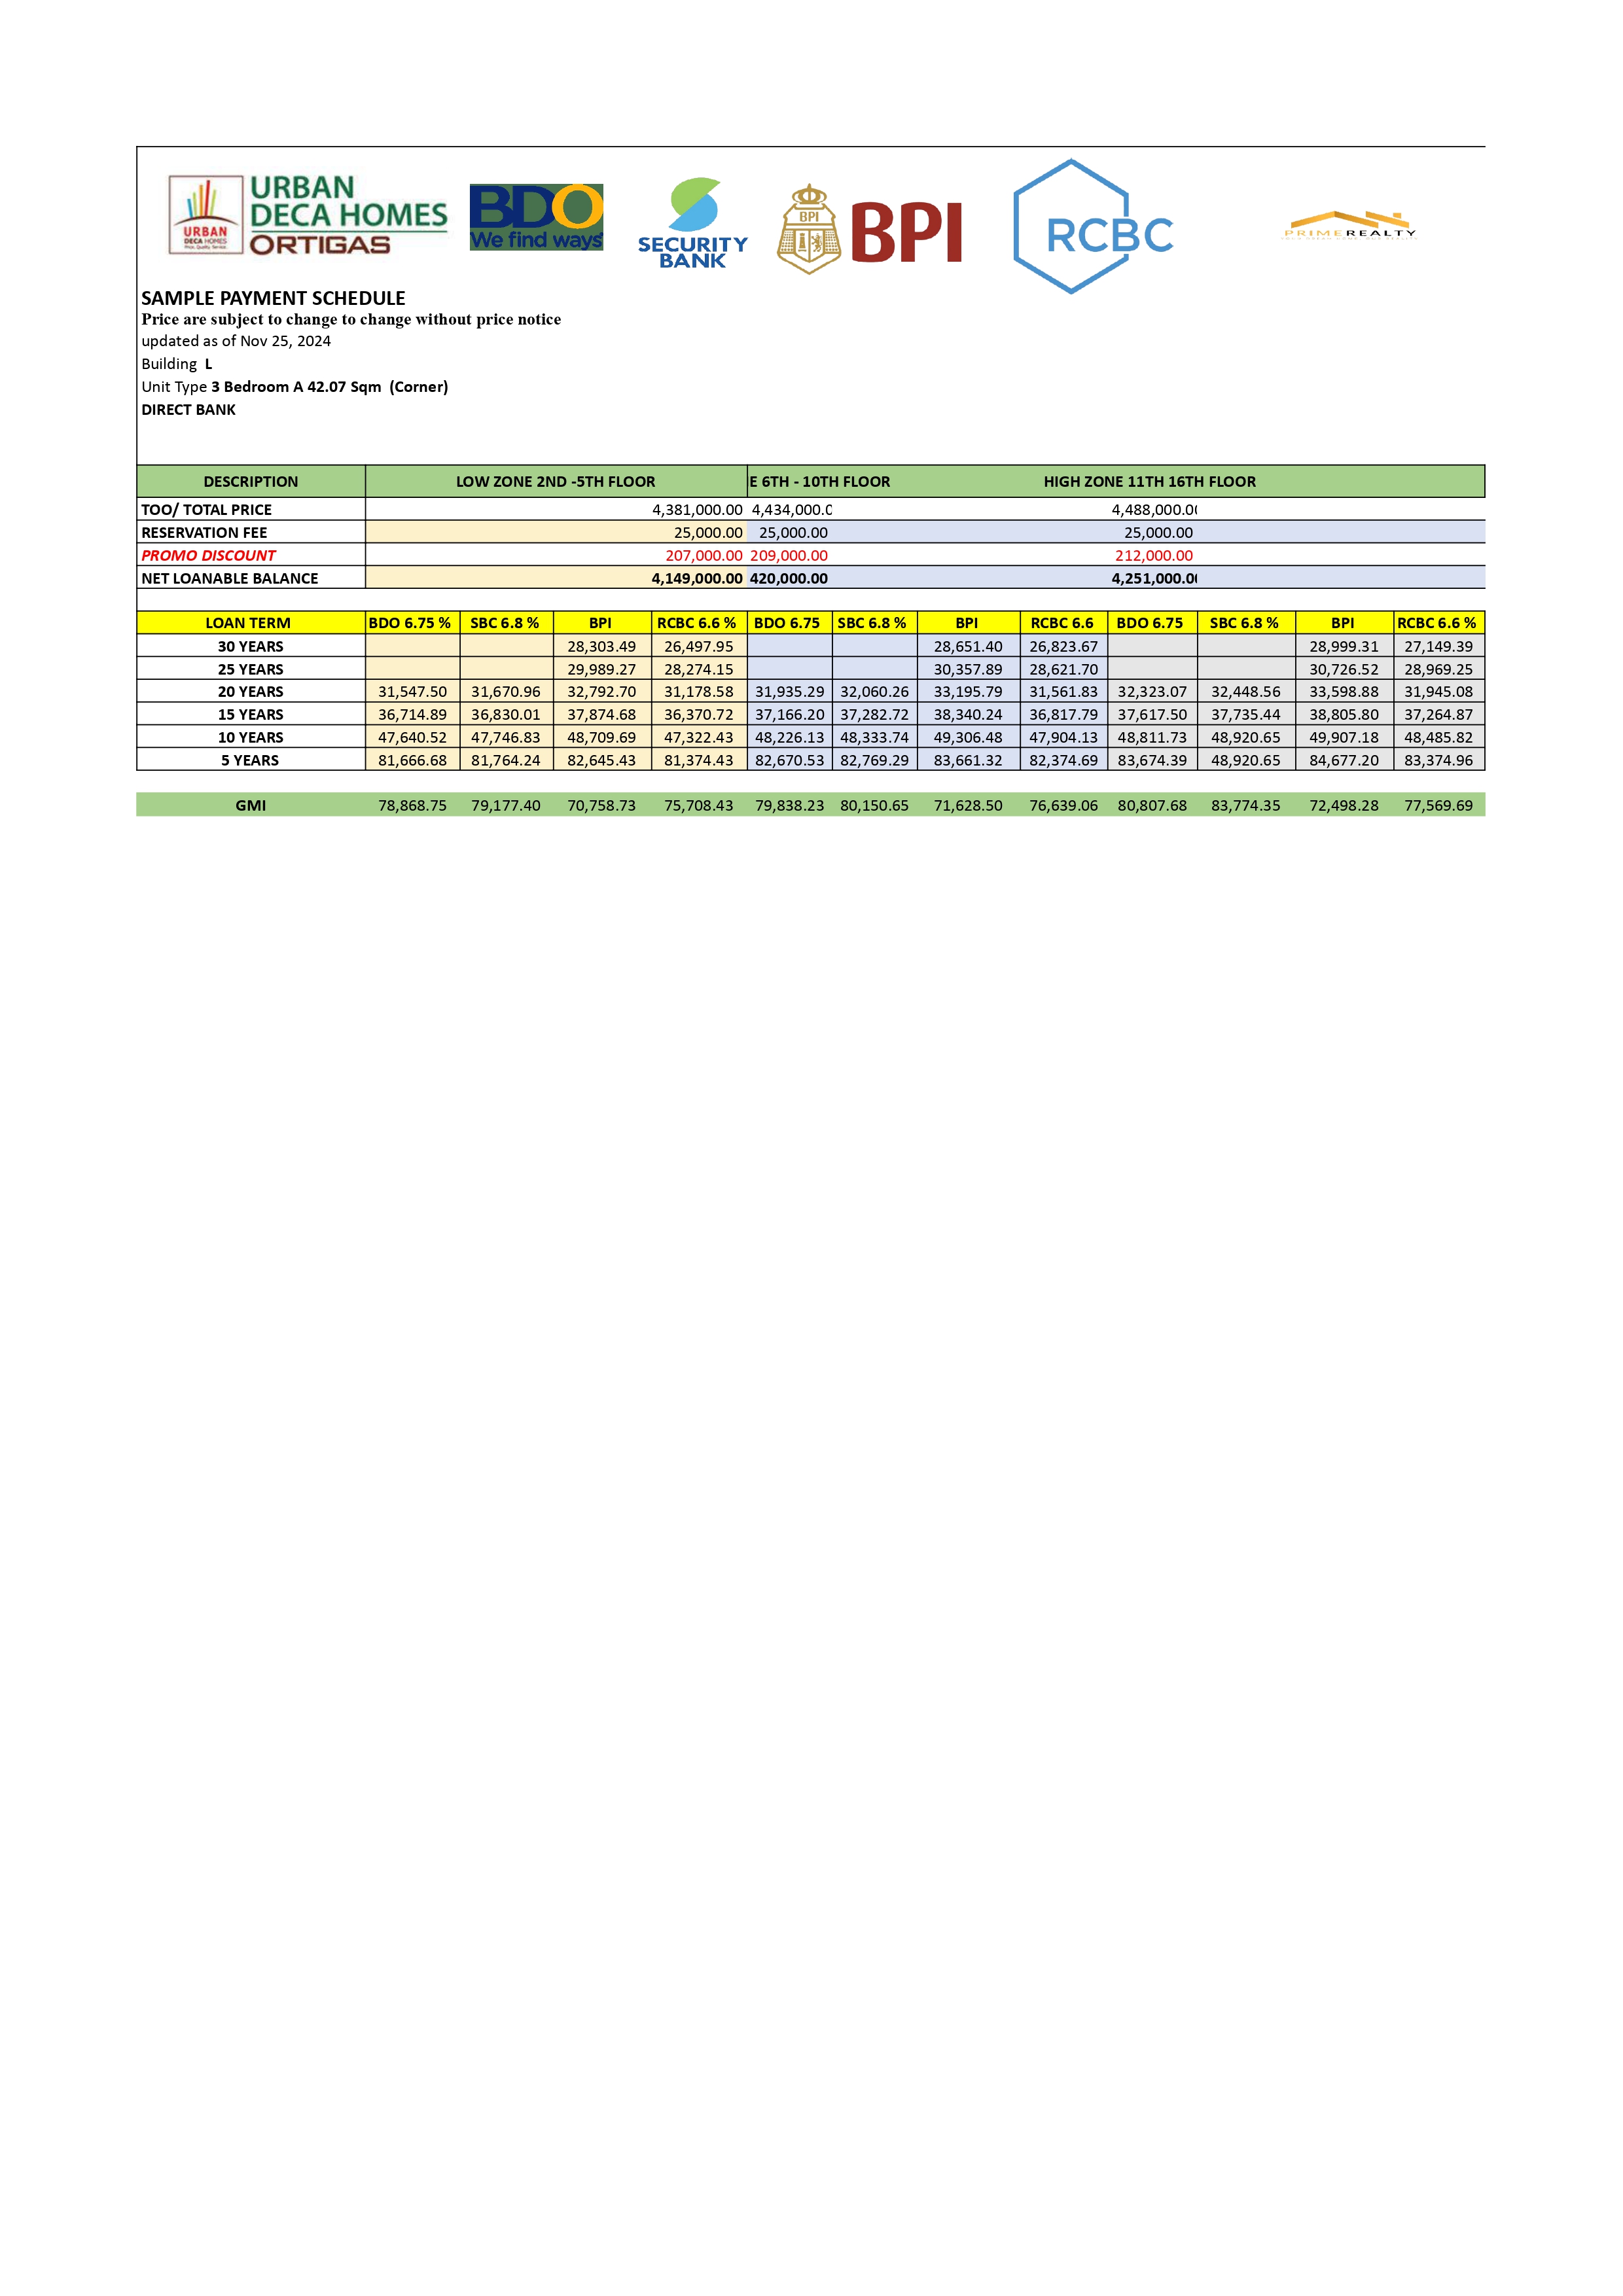 URBAN
DECA HOMES
ORTIGAS
URBAN
DECA HOMES
BDO
We find ways
SECURITY
BANK
BPI
BPI
RCBC
PRIMEREALTY
SAMPLE PAYMENT SCHEDULE
Price are subject to change to change without price notice
updated as of Nov 25, 2024
Building L
Unit Type 3 Bedroom A 42.07 Sqm (Corner)
DIRECT BANK
DESCRIPTION LOW ZONE 2ND -5TH FLOOR E 6TH - 10TH FLOOR HIGH ZONE 11TH 16TH FLOOR
TOO/ TOTAL PRICE 4,381,000.00 4,434,000.0 4,488,000.0
RESERVATION FEE 25,000.00 25,000.00 25,000.00
PROMO DISCOUNT 207,000.00 209,000.00 212,000.00
NET LOANABLE BALANCE 4,149,000.00 420,000.00 4,251,000.0
LOAN TERM BDO 6.75 % SBC 6.8 % BPI RCBC 6.6 % BDO 6.75 SBC 6.8 % BPI RCBC 6.6 BDO 6.75 SBC 6.8 % BPI RCBC 6.6 %
30 YEARS 28,303.49 26,497.95 28,651.40 26,823.67 28,999.31 27,149.39
25 YEARS 29,989.27 28,274.15 30,357.89 28,621.70 30,726.52 28,969.25
20 YEARS 31,547.50 31,670.96 32,792.70 31,178.58 31,935.29 32,060.26 33,195.79 31,561.83 32,323.07 32,448.56 33,598.88 31,945.08
15 YEARS 36,714.89 36,830.01 37,874.68 36,370.72 37,166.20 37,282.72 38,340.24 36,817.79 37,617.50 37,735.44 38,805.80 37,264.87
10 YEARS 47,640.52 47,746.83 48,709.69 47,322.43 48,226.13 48,333.74 49,306.48 47,904.13 48,811.73 48,920.65 49,907.18 48,485.82
5 YEARS 81,666.68 81,764.24 82,645.43 81,374.43 82,670.53 82,769.29 83,661.32 82,374.69 83,674.39 48,920.65 84,677.20 83,374.96
GMI 78,868.75 79,177.40 70,758.73 75,708.43 79,838.23 80,150.65 71,628.50 76,639.06 80,807.68 83,774.35 72,498.28 77,569.69